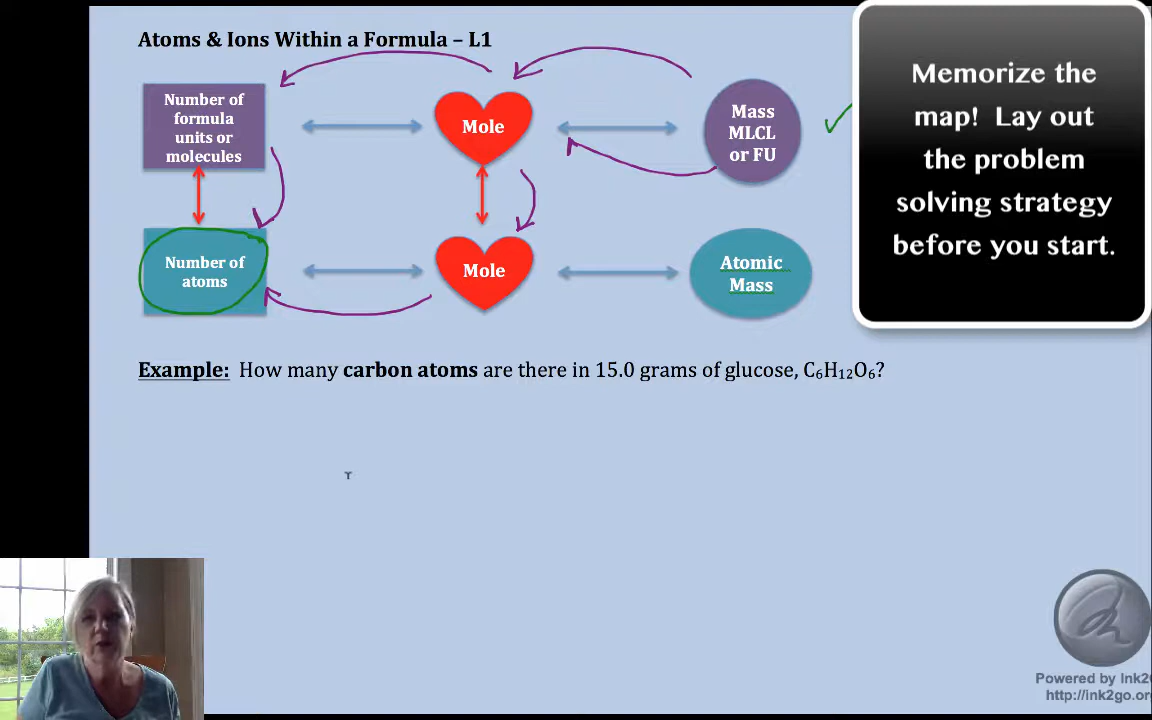 Atoms & Ions Within a Formula – L1
Number of
formula
units or
molecules
Mole
Mass
MLCL
or FU
Number of
atoms
Mole
Atomic
Mass
Memorize the
map! Lay out
the problem
solving strategy
before you start.
Example: How many carbon atoms are there in 15.0 grams of glucose, C₆H₁₂O₆?
Powered by
http://ink2go.or